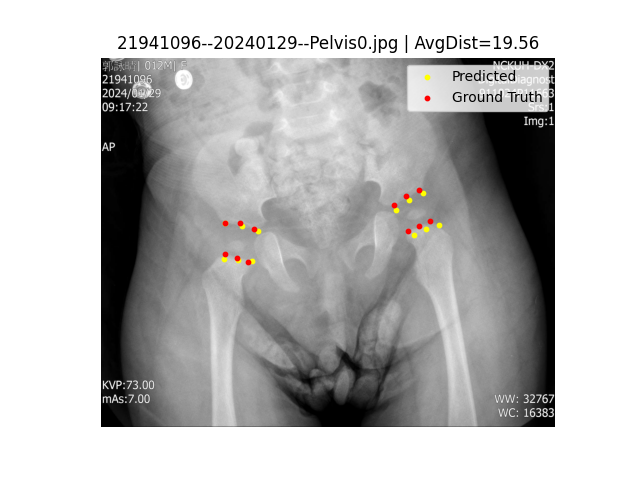 21941096--20240129--Pelvis0.jpg | AvgDist=19.56
012M
21941096
2024/01/29
09:17:22
AP
NCKUH-DX2
Predicted
Ground Truth
Srs:1
Img:1
KVP:73.00
mAs:7.00
WW: 32767
WC: 16383